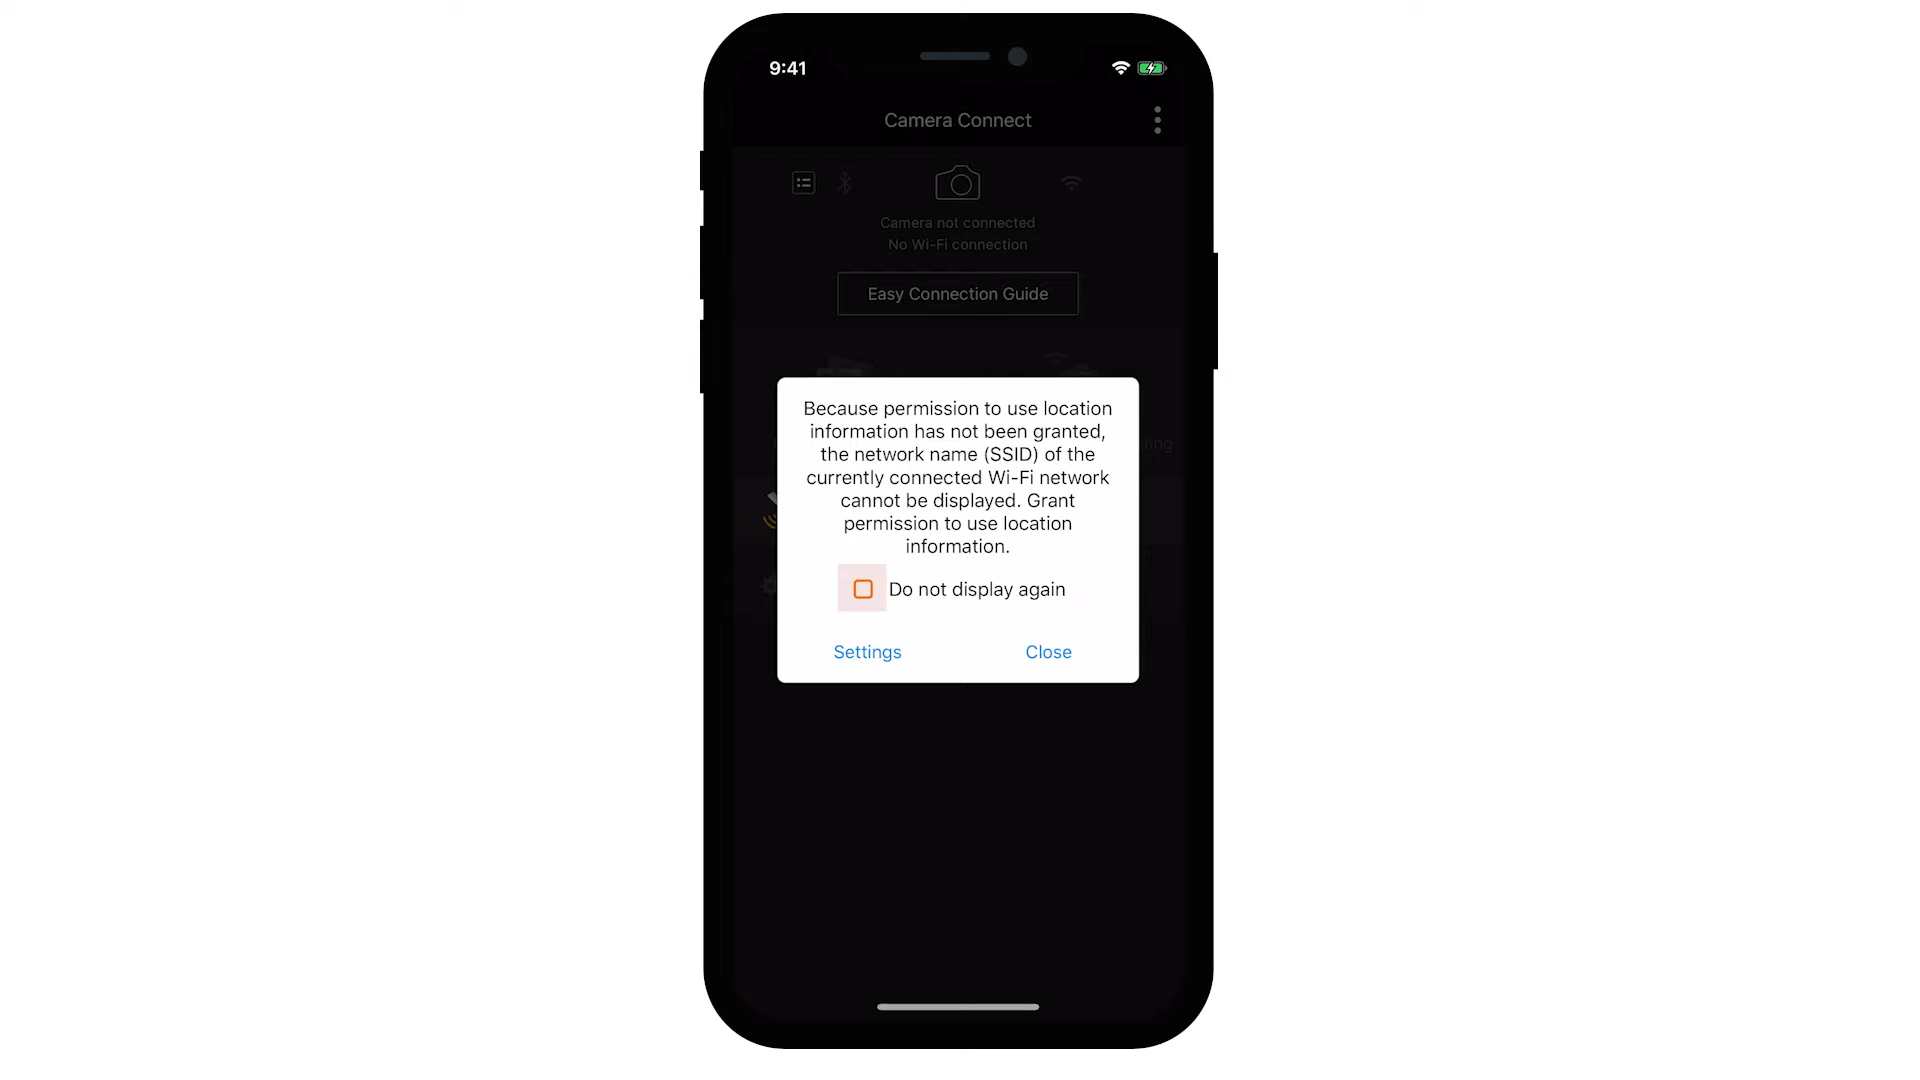 9:41
Camera Connect
Camera not connected
No Wi-Fi connection
Easy Connection Guide
Because permission to use location
information has not been granted,
the network name (SSID) of the
currently connected Wi-Fi network
cannot be displayed. Grant
permission to use location
information.
Do not display again
Settings
Close